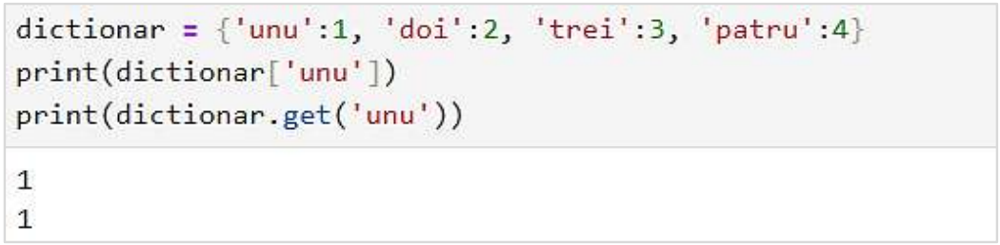 dictionar = {'unu':1, 'doi':2, 'trei':3, 'patru':4}
print(dictionar['unu'])
print(dictionar.get('unu'))
1
1